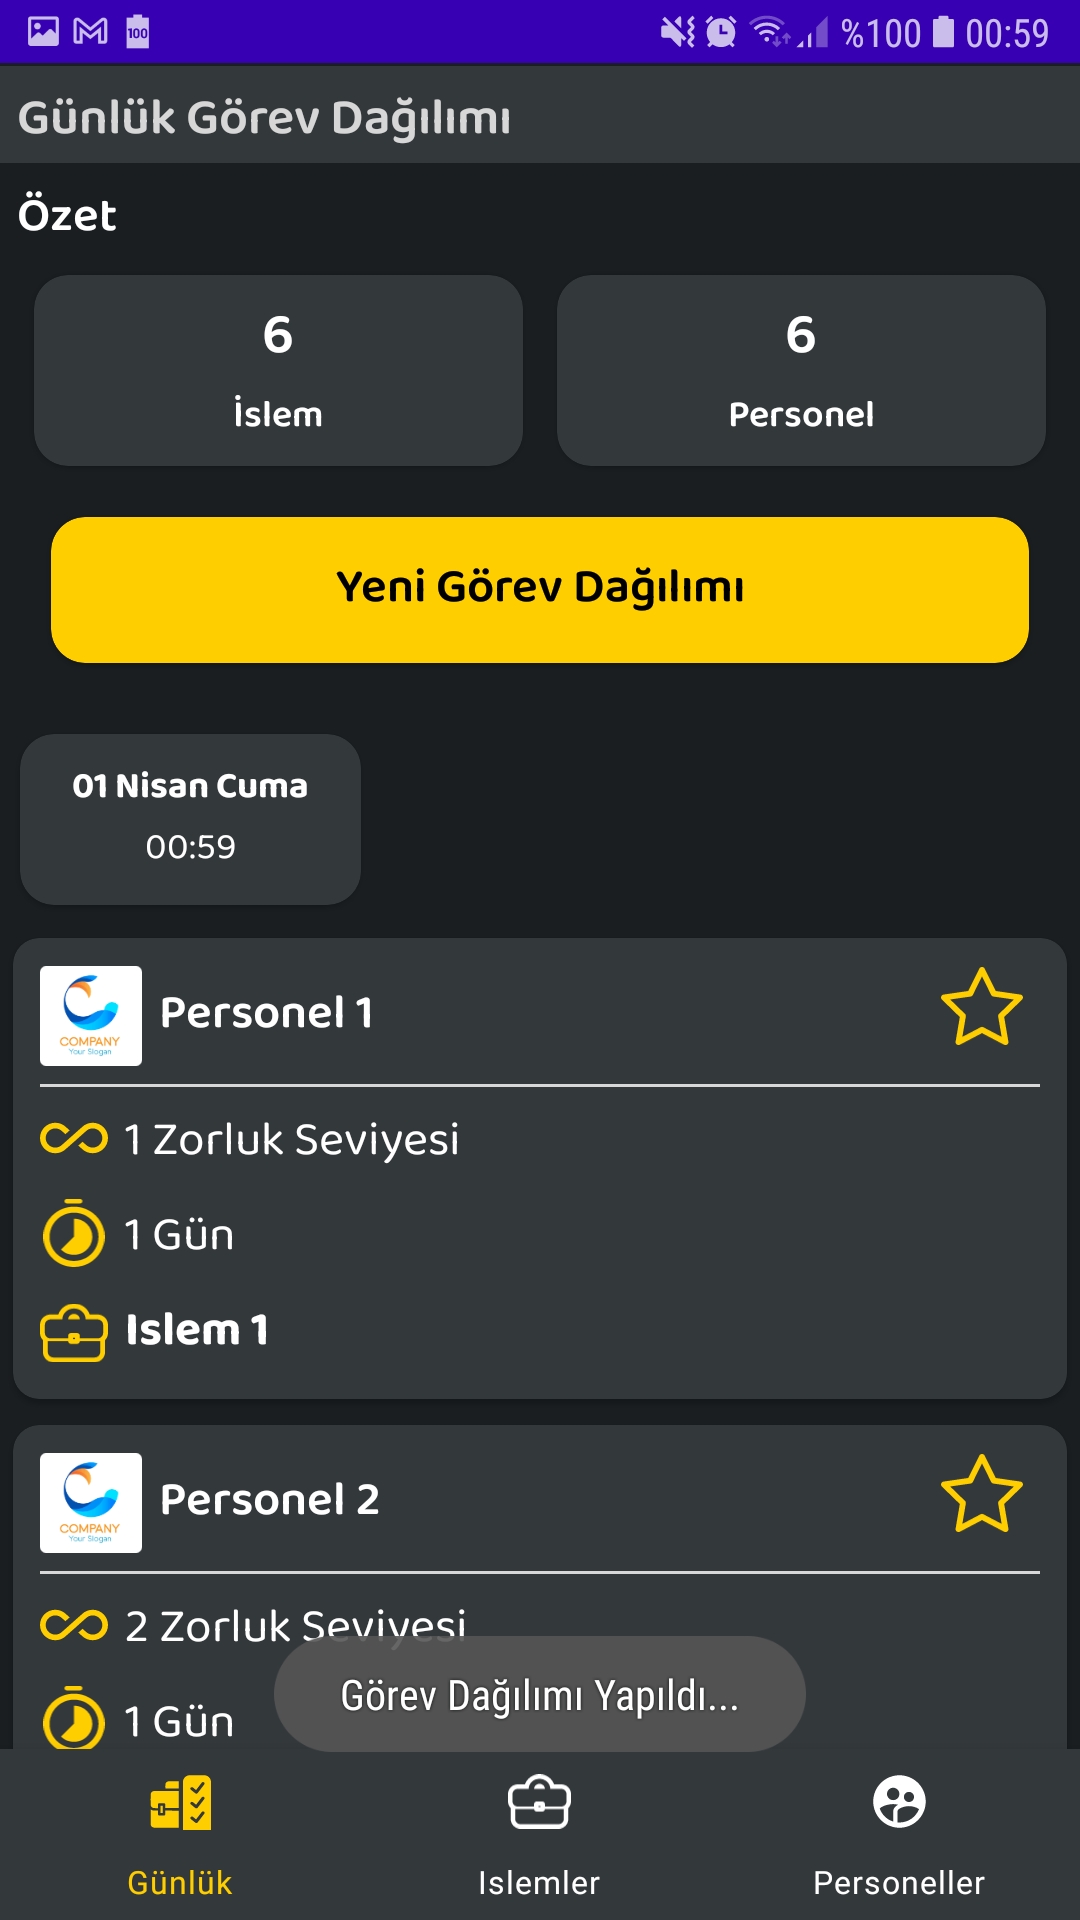 100 %100 00:59
Günlük Görev Dağılımı
Özet
6 6
İslem Personel
Yeni Görev Dağılımı
01 Nisan Cuma
00:59
COMPANY
Your Slogan
Personel 1
1 Zorluk Seviyesi
1 Gün
Islem 1
COMPANY
Your Slogan
Personel 2
2 Zorluk Seviyesi
1 Gün
Görev Dağılımı Yapıldı...
Günlük Islemler Personeller